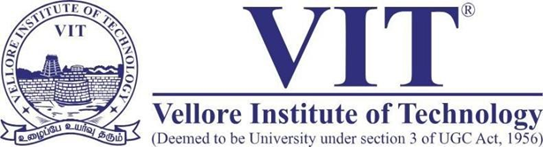 VELLORE INSTITUTE OF TECHNOLOGY
VIT
உழைப்பே உயர்வு தரும்
VIT®
Vellore Institute of Technology
(Deemed to be University under section 3 of UGC Act, 1956)